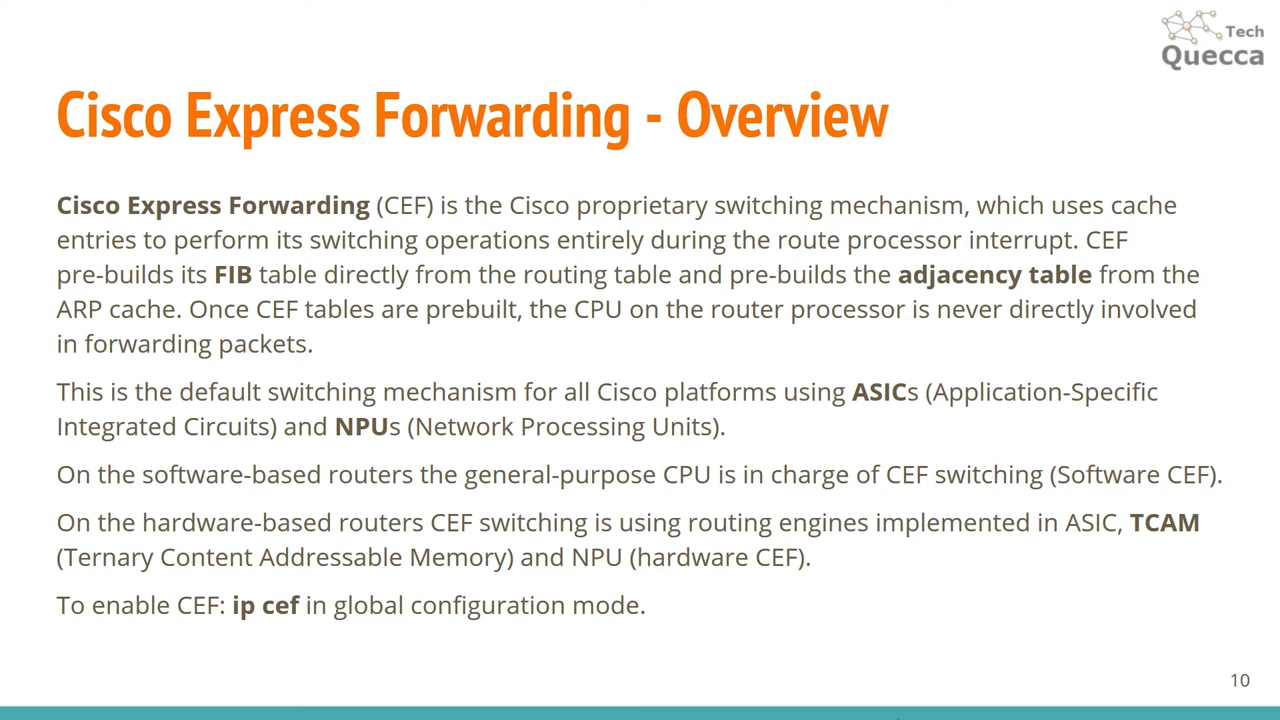 Tech
Quecca
Cisco Express Forwarding - Overview
Cisco Express Forwarding (CEF) is the Cisco proprietary switching mechanism, which uses cache
entries to perform its switching operations entirely during the route processor interrupt. CEF
pre-builds its FIB table directly from the routing table and pre-builds the adjacency table from the
ARP cache. Once CEF tables are prebuilt, the CPU on the router processor is never directly involved
in forwarding packets.
This is the default switching mechanism for all Cisco platforms using ASICs (Application-Specific
Integrated Circuits) and NPUs (Network Processing Units).
On the software-based routers the general-purpose CPU is in charge of CEF switching (Software CEF).
On the hardware-based routers CEF switching is using routing engines implemented in ASIC, TCAM
(Ternary Content Addressable Memory) and NPU (hardware CEF).
To enable CEF: ip cef in global configuration mode.
10